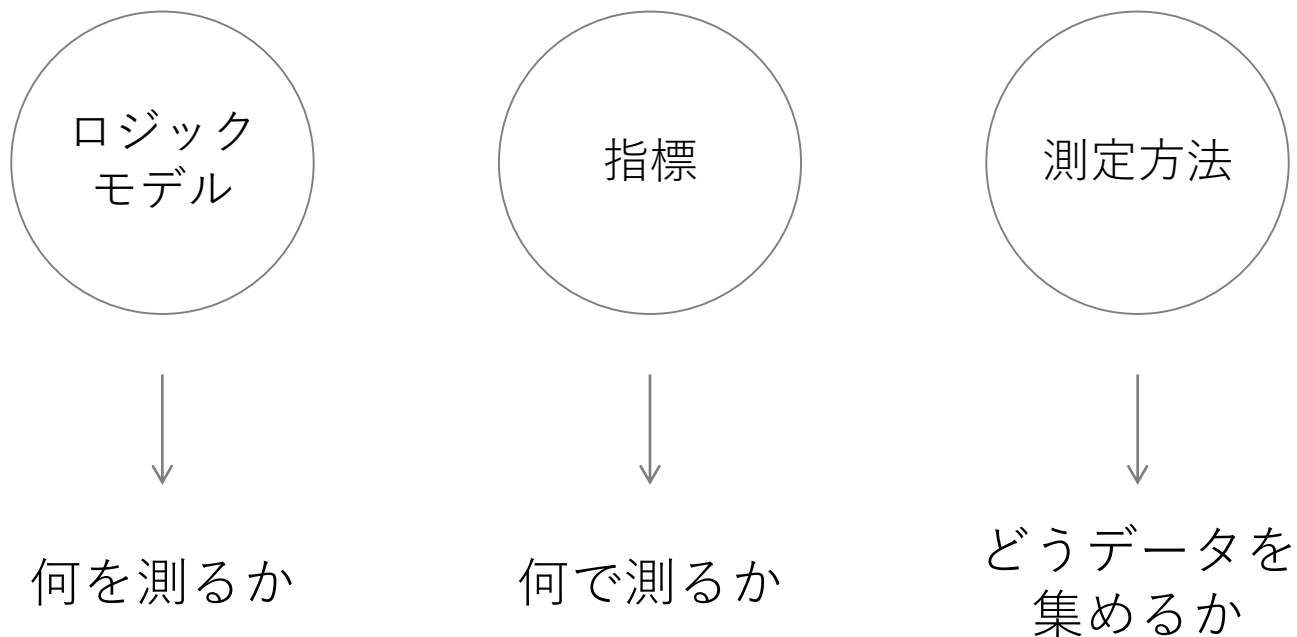 ロジック
モデル
指標
測定方法
何を測るか
何で測るか
どうデータを
集めるか